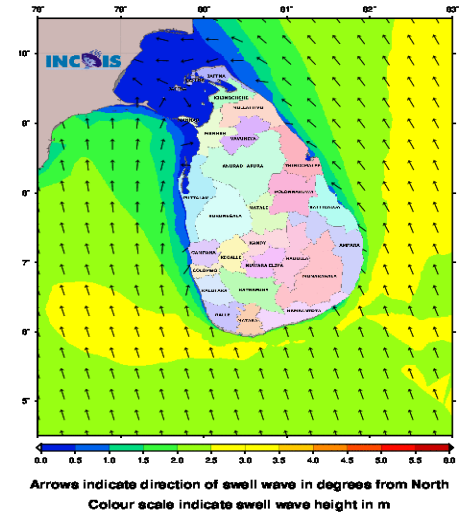 78° 79° 80° 81° 82° 83°
10°
INCOIS
JAFFNA
KILINOCHCHI
MULLAITIVU
9°
MANNAR
VAVUNIYA
ANURADHAPURA
TRINCOMALEE
8°
POLONNARUWA
PUTTALAM
BATTICALOA
KURUNEGALA
MATALE
KANDY
AMPARA
7°
GAMPAHA
KEGALLE
BADULLA
NUWARA ELIYA
COLOMBO
MONERAGALA
KALUTARA
RATNAPURA
HAMBANTOTA
GALLE
MATARA
6°
5°
0.0 0.5 1.0 1.5 2.0 2.5 3.0 3.5 4.0 4.5 5.0 5.5 6.0
Arrows indicate direction of swell wave in degrees from North
Colour scale indicate swell wave height in m